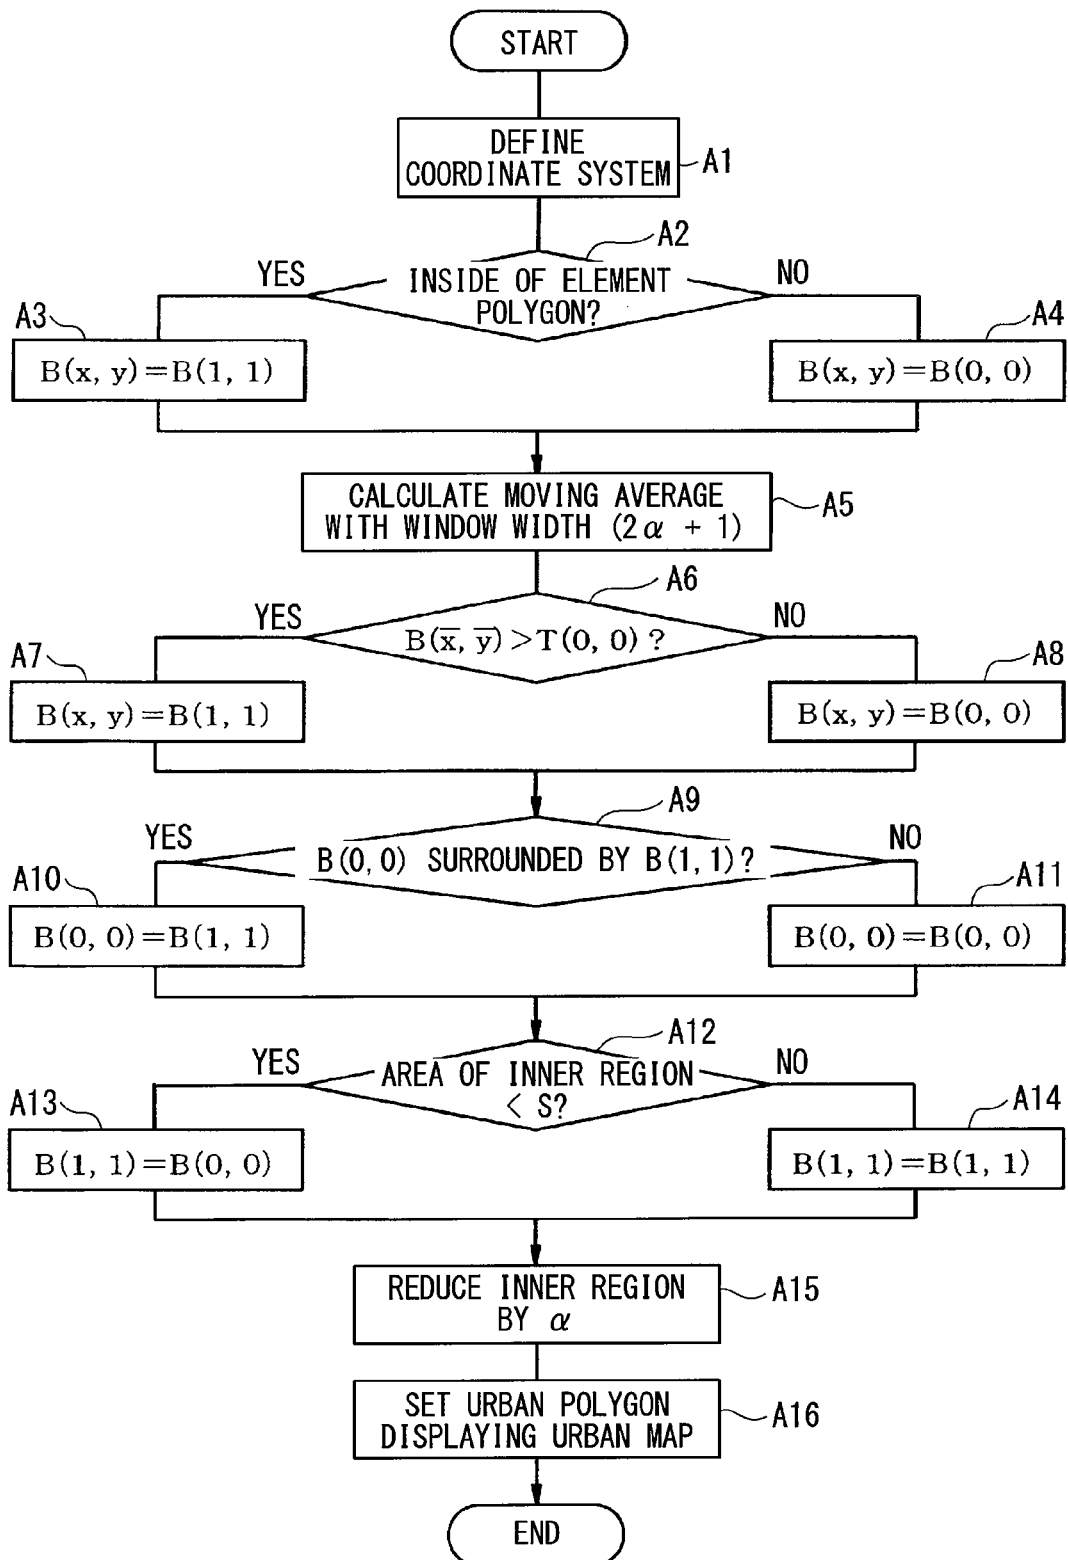 START
DEFINE
COORDINATE SYSTEM
A1
A2
YES
INSIDE OF ELEMENT
POLYGON?
NO
A3
B(x, y)=B(1, 1)
A4
B(x, y)=B(0, 0)
CALCULATE MOVING AVERAGE
WITH WINDOW WIDTH (2α + 1)
A5
A6
YES
B(x̅, y̅)>T(0, 0)?
NO
A7
B(x, y)=B(1, 1)
A8
B(x, y)=B(0, 0)
A9
YES
B(0,0) SURROUNDED BY B(1,1)?
NO
A10
B(0, 0)=B(1, 1)
A11
B(0, 0)=B(0, 0)
A12
YES
AREA OF INNER REGION
< S?
NO
A13
B(1, 1)=B(0, 0)
A14
B(1, 1)=B(1, 1)
REDUCE INNER REGION
BY α
A15
SET URBAN POLYGON
DISPLAYING URBAN MAP
A16
END